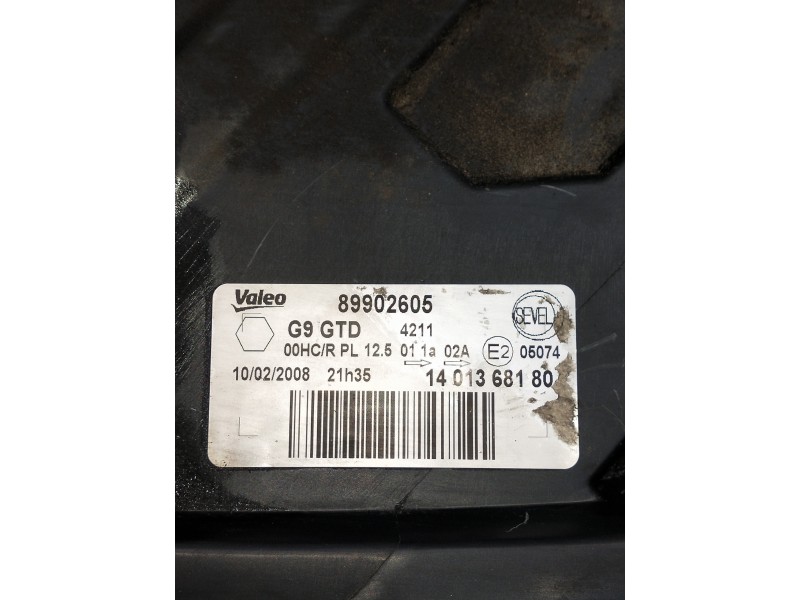 Valeo 89902605 SEVEL
G9 GTD 4211
00HC/R PL 12.5 01 1a 02A E2 05074
10/02/2008 21h35 14 013 681 80